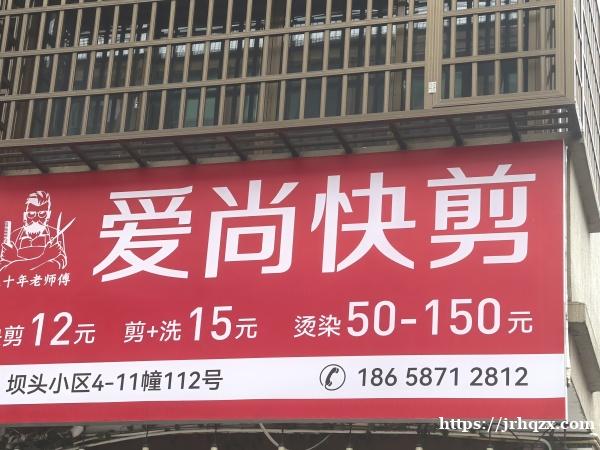 爱尚快剪
十年老师傅
剪12元 剪+洗15元 烫染50-150元
坝头小区4-11幢112号 186 5871 2812
https://jrhqzx.com